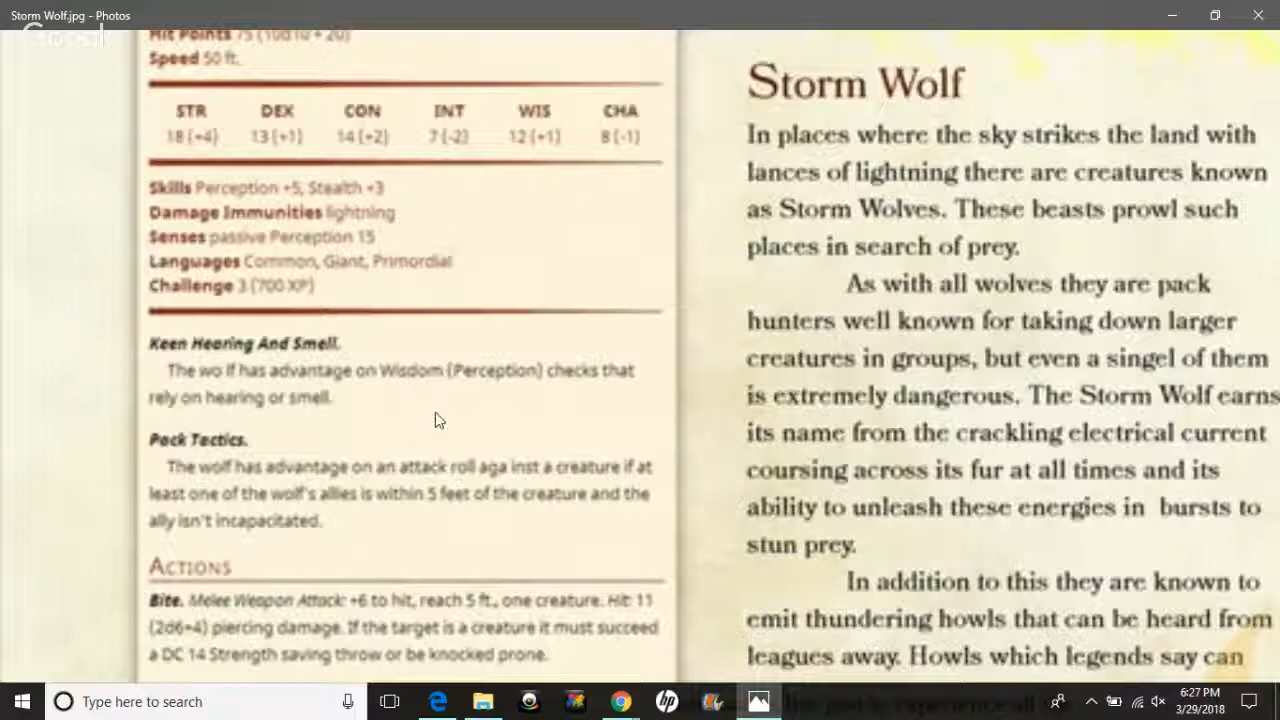 Storm Wolf.jpg - Photos
Hit Points 75 (10d10 + 20)
Speed 50 ft.
STR DEX CON INT WIS CHA
18 (+4) 13 (+1) 14 (+2) 7 (-2) 12 (+1) 8 (-1)
Skills Perception +5, Stealth +3
Damage Immunities lightning
Senses passive Perception 15
Languages Common, Giant, Primordial
Challenge 3 (700 XP)
Keen Hearing And Smell.
The wo lf has advantage on Wisdom (Perception) checks that
rely on hearing or smell.
Pack Tactics.
The wolf has advantage on an attack roll aga inst a creature if at
least one of the wolf's allies is within 5 feet of the creature and the
ally isn't incapacitated.
ACTIONS
Bite. Melee Weapon Attack: +6 to hit, reach 5 ft., one creature. Hit: 11
(2d6+4) piercing damage. If the target is a creature it must succeed
a DC 14 Strength saving throw or be knocked prone.
Storm Wolf
In places where the sky strikes the land with
lances of lightning there are creatures known
as Storm Wolves. These beasts prowl such
places in search of prey.
As with all wolves they are pack
hunters well known for taking down larger
creatures in groups, but even a singel of them
is extremely dangerous. The Storm Wolf earns
its name from the crackling electrical current
coursing across its fur at all times and its
ability to unleash these energies in bursts to
stun prey.
In addition to this they are known to
emit thundering howls that can be heard from
leagues away. Howls which legends say can
Type here to search
hp
6:27 PM
3/29/2018